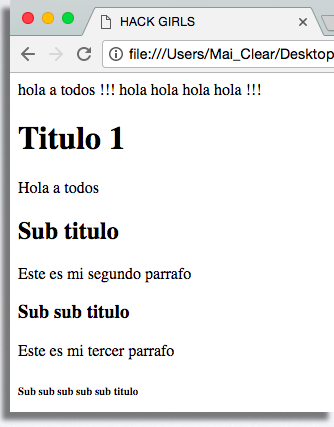 HACK GIRLS
file:///Users/Mai_Clear/Desktop
hola a todos !!! hola hola hola hola !!!
Titulo 1
Hola a todos
Sub titulo
Este es mi segundo parrafo
Sub sub titulo
Este es mi tercer parrafo
Sub sub sub sub sub titulo